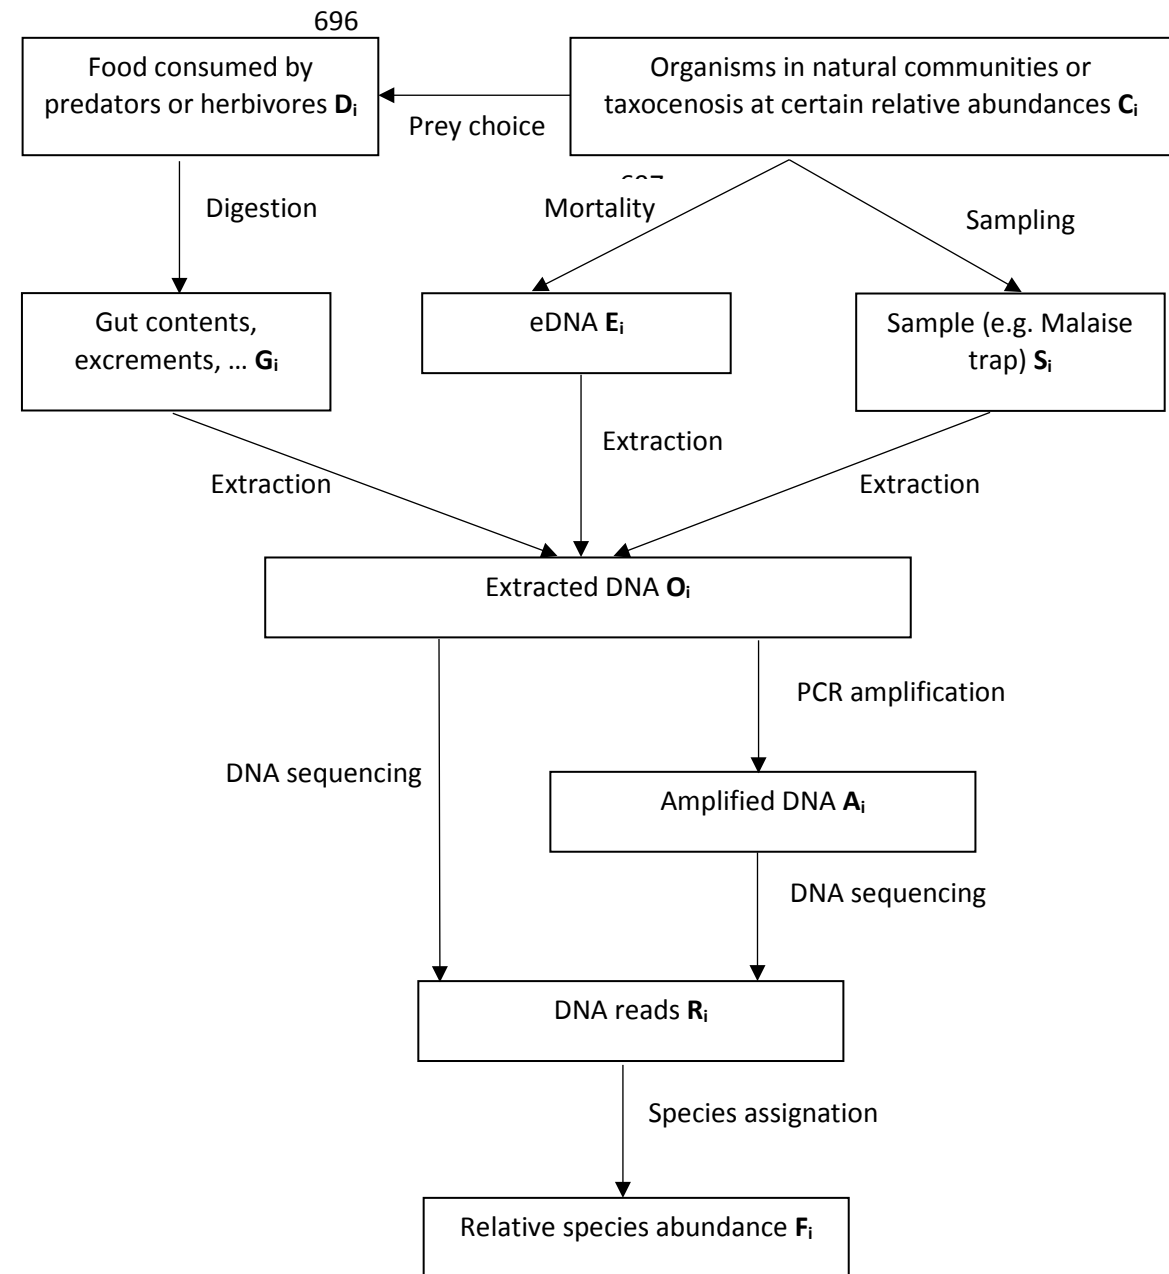 696
Food consumed by
predators or herbivores Di
Organisms in natural communities or
taxocenosis at certain relative abundances Ci
Prey choice
Digestion
Mortality
Sampling
Gut contents,
excrements, … Gi
eDNA Ei
Sample (e.g. Malaise
trap) Si
Extraction
Extraction
Extraction
Extracted DNA Oi
PCR amplification
DNA sequencing
Amplified DNA Ai
DNA sequencing
DNA reads Ri
Species assignation
Relative species abundance Fi